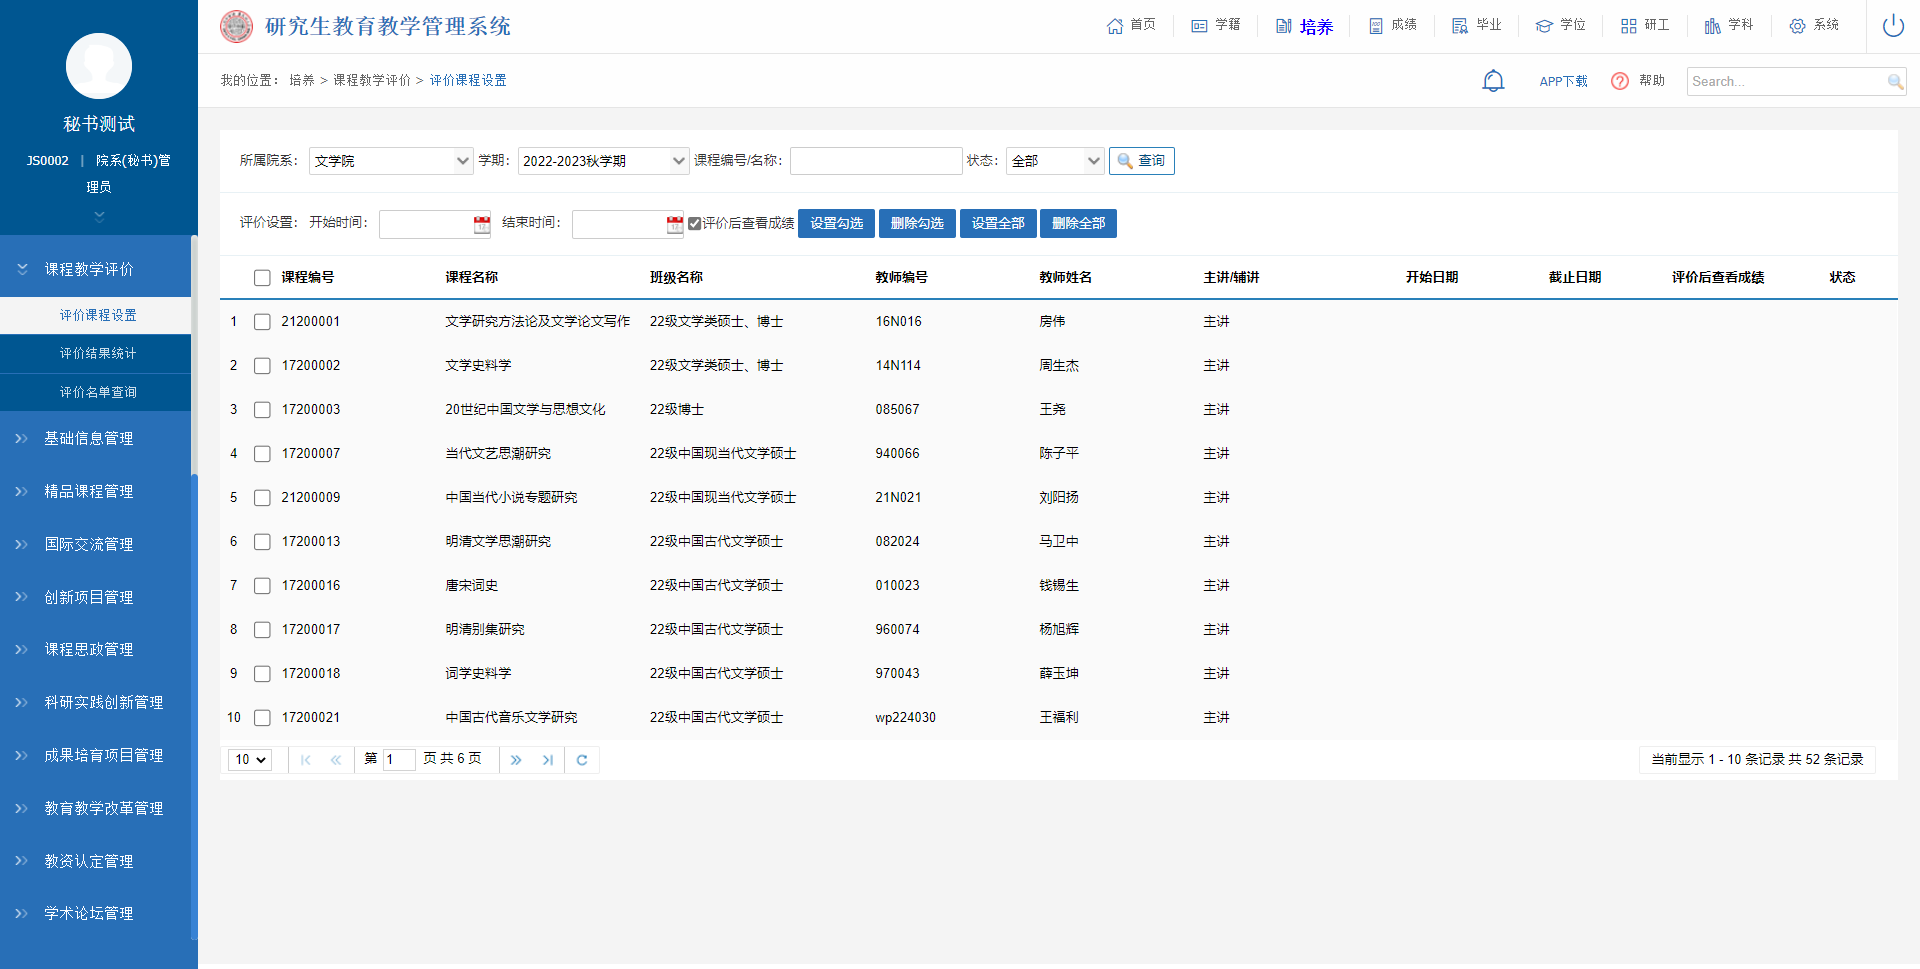 研究生教育教学管理系统
首页 学籍 培养 成绩 毕业 学位 研工 学科 系统
秘书测试
JS0002 | 院系(秘书)管
理员
我的位置： 培养 > 课程教学评价 > 评价课程设置
APP下载 帮助 Search...
课程教学评价
评价课程设置
评价结果统计
评价名单查询
基础信息管理
精品课程管理
国际交流管理
创新项目管理
课程思政管理
科研实践创新管理
成果培育项目管理
教育教学改革管理
教资认定管理
学术论坛管理
所属院系： 文学院 学期： 2022-2023秋学期 课程编号/名称： 状态： 全部 查询
评价设置： 开始时间： 结束时间： 评价后查看成绩 设置勾选 删除勾选 设置全部 删除全部
课程编号 课程名称 班级名称 教师编号 教师姓名 主讲/辅讲 开始日期 截止日期 评价后查看成绩 状态
1 21200001 文学研究方法论及文学论文写作 22级文学类硕士、博士 16N016 房伟 主讲
2 17200002 文学史料学 22级文学类硕士、博士 14N114 周生杰 主讲
3 17200003 20世纪中国文学与思想文化 22级博士 085067 王尧 主讲
4 17200007 当代文艺思潮研究 22级中国现当代文学硕士 940066 陈子平 主讲
5 21200009 中国当代小说专题研究 22级中国现当代文学硕士 21N021 刘阳扬 主讲
6 17200013 明清文学思潮研究 22级中国古代文学硕士 082024 马卫中 主讲
7 17200016 唐宋词史 22级中国古代文学硕士 010023 钱锡生 主讲
8 17200017 明清别集研究 22级中国古代文学硕士 960074 杨旭辉 主讲
9 17200018 词学史料学 22级中国古代文学硕士 970043 薛玉坤 主讲
10 17200021 中国古代音乐文学研究 22级中国古代文学硕士 wp224030 王福利 主讲
10 第 1 页 共 6 页 当前显示 1 - 10 条记录 共 52 条记录